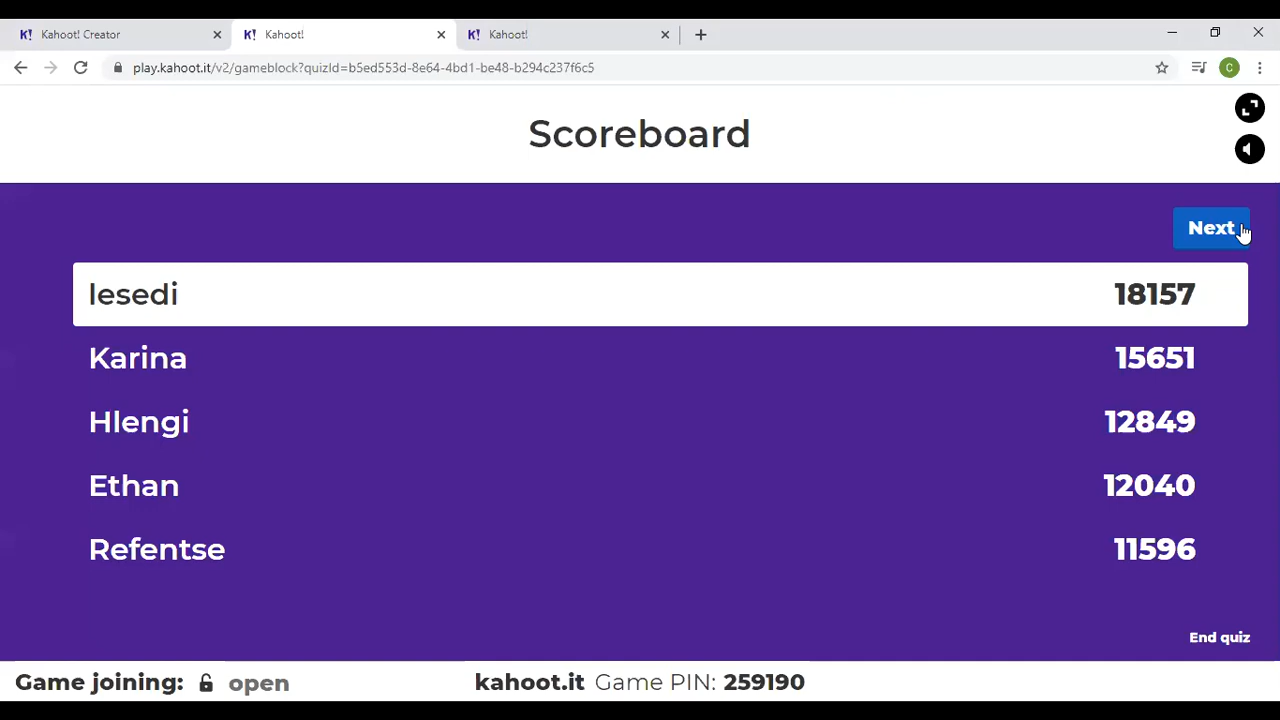 K! Kahoot! Creator
K! Kahoot!
K! Kahoot!
play.kahoot.it/v2/gameblock?quizId=b5ed553d-8e64-4bd1-be48-b294c237f6c5
C
Scoreboard
Next
lesedi 18157
Karina 15651
Hlengi 12849
Ethan 12040
Refentse 11596
End quiz
Game joining: open
kahoot.it Game PIN: 259190